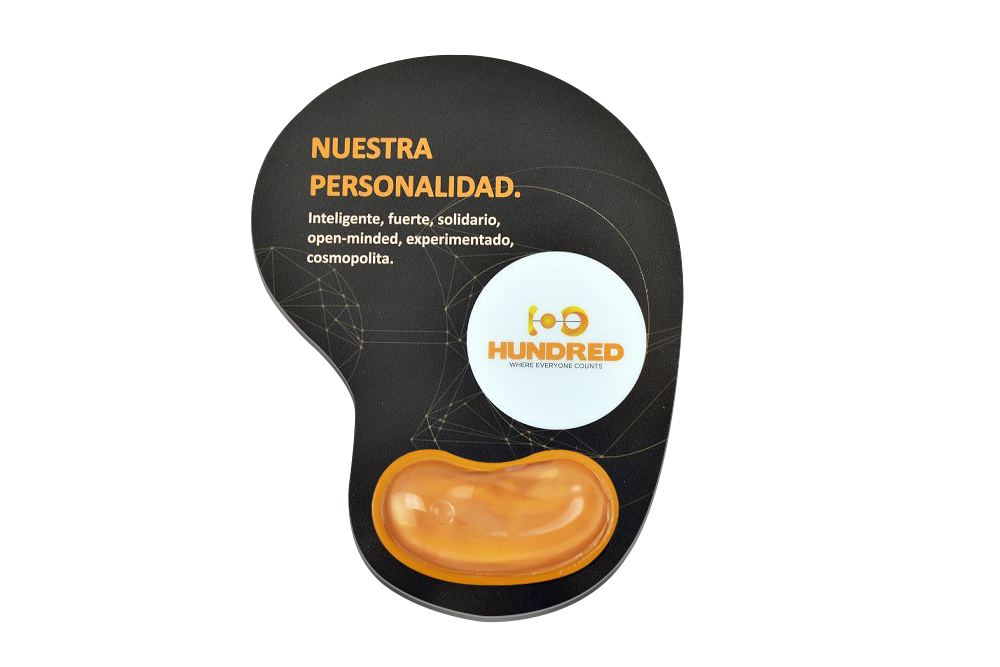 NUESTRA
PERSONALIDAD.
Inteligente, fuerte, solidario,
open-minded, experimentado,
cosmopolita.
HUNDRED
WHERE EVERYONE COUNTS